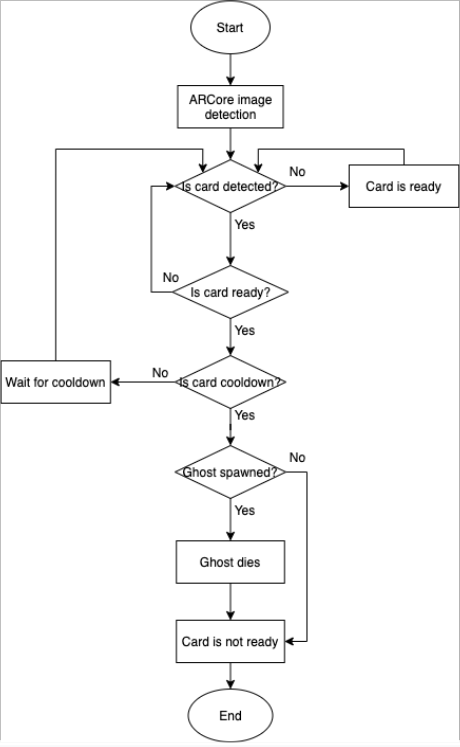 Start
ARCore image
detection
Is card detected?
No
Card is ready
Yes
No
Is card ready?
Yes
No
Wait for cooldown
Is card cooldown?
Yes
No
Ghost spawned?
Yes
Ghost dies
Card is not ready
End